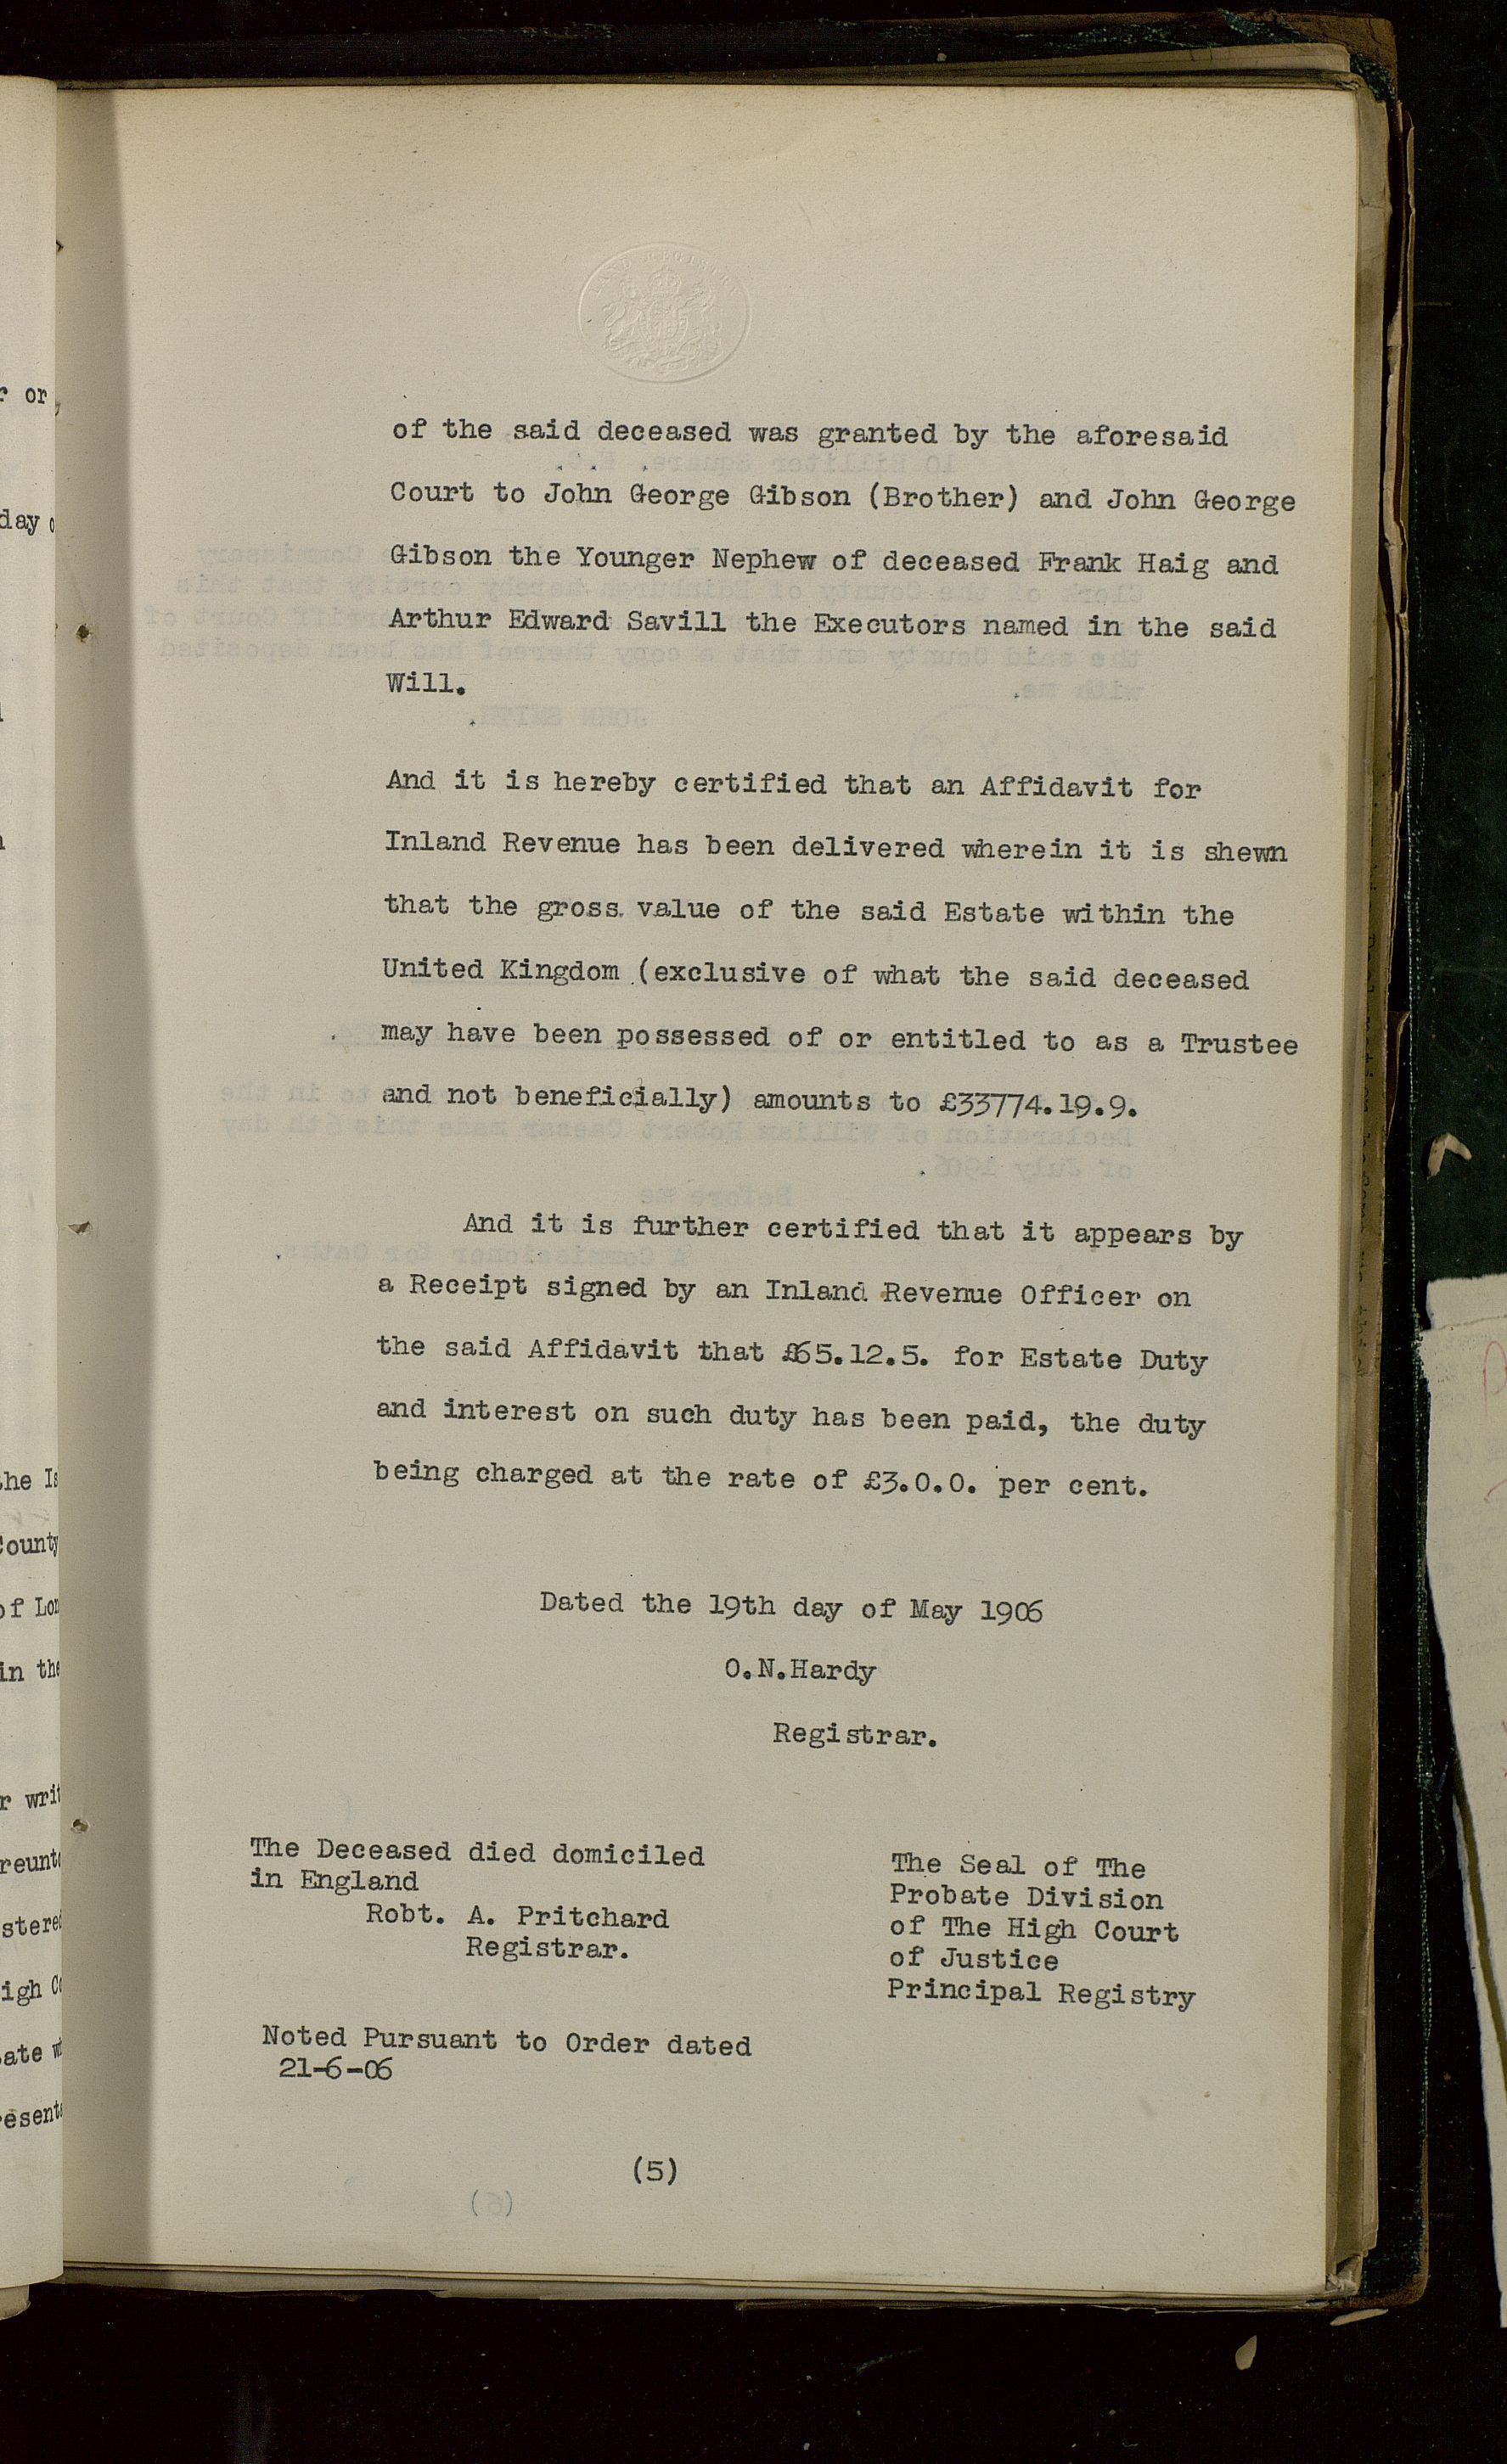 of the said deceased was granted by the aforesaid
Court to John George Gibson (Brother) and John George
Gibson the Younger Nephew of deceased Frank Haig and
Arthur Edward Savill the Executors named in the said
Will.
And it is hereby certified that an Affidavit for
Inland Revenue has been delivered wherein it is shewn
that the gross value of the said Estate within the
United Kingdom (exclusive of what the said deceased
may have been possessed of or entitled to as a Trustee
and not beneficially) amounts to £33774.19.9.
And it is further certified that it appears by
a Receipt signed by an Inland Revenue Officer on
the said Affidavit that £65.12.5. for Estate Duty
and interest on such duty has been paid, the duty
being charged at the rate of £3.0.0. per cent.
Dated the 19th day of May 1906
O.N.Hardy
Registrar.
The Deceased died domiciled
in England
Robt. A. Pritchard
Registrar.
The Seal of The
Probate Division
of The High Court
of Justice
Principal Registry
Noted Pursuant to Order dated
21-6-06
(5)